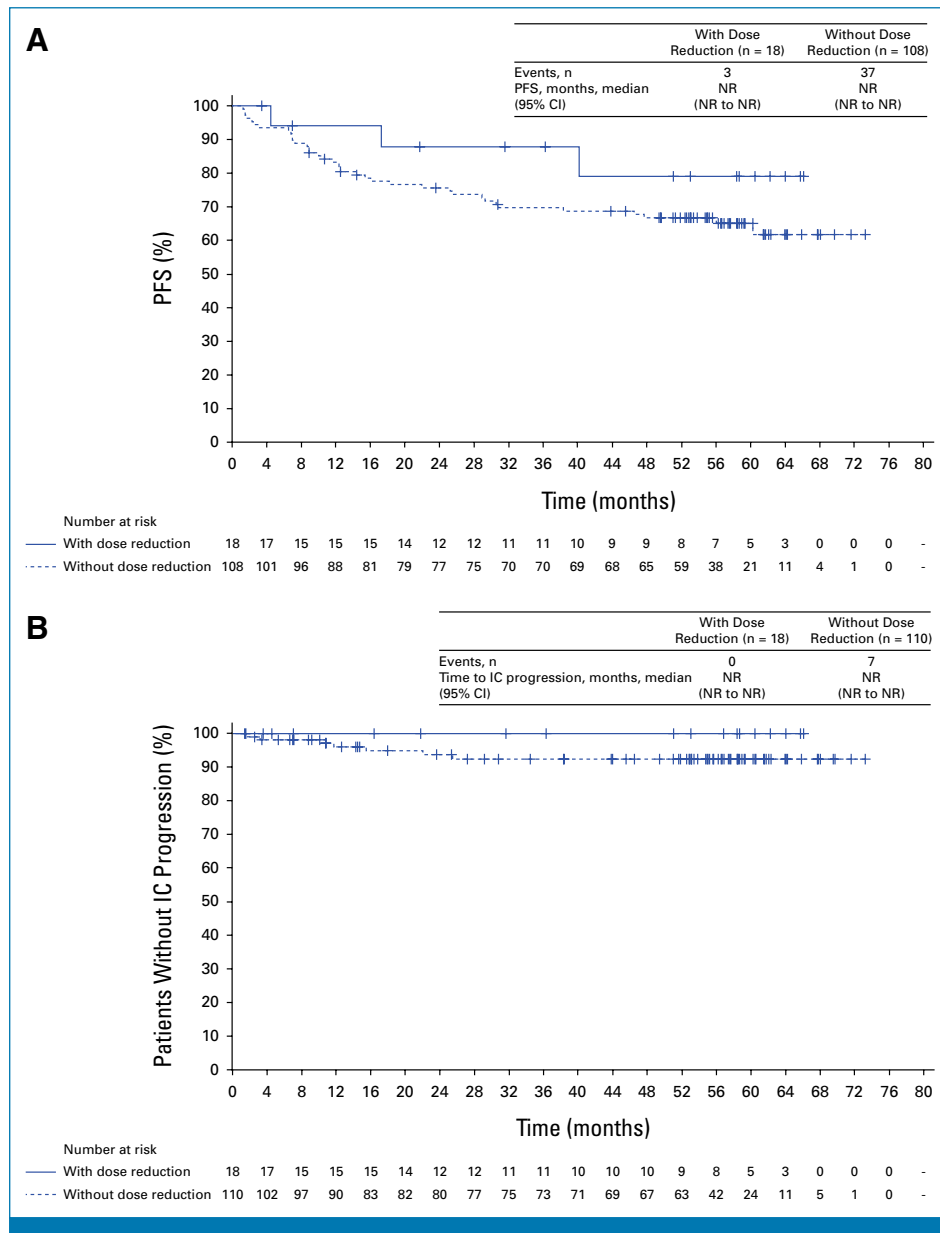 A
With Dose Without Dose
Reduction (n = 18) Reduction (n = 108)
Events, n 3 37
PFS, months, median NR NR
(95% CI) (NR to NR) (NR to NR)
100
90
80
70
60
50
40
30
20
10
0
PFS (%)
0 4 8 12 16 20 24 28 32 36 40 44 48 52 56 60 64 68 72 76 80
Time (months)
Number at risk
With dose reduction 18 17 15 15 15 14 12 12 11 11 10 9 9 8 7 5 3 0 0 0 -
Without dose reduction 108 101 96 88 81 79 77 75 70 70 69 68 65 59 38 21 11 4 1 0 -
B
With Dose Without Dose
Reduction (n = 18) Reduction (n = 110)
Events, n 0 7
Time to IC progression, months, median NR NR
(95% CI) (NR to NR) (NR to NR)
100
90
80
70
60
50
40
30
20
10
0
Patients Without IC Progression (%)
0 4 8 12 16 20 24 28 32 36 40 44 48 52 56 60 64 68 72 76 80
Time (months)
Number at risk
With dose reduction 18 17 15 15 15 14 12 12 11 11 10 10 10 9 8 5 3 0 0 0 -
Without dose reduction 110 102 97 90 83 82 80 77 75 73 71 69 67 63 42 24 11 5 1 0 -